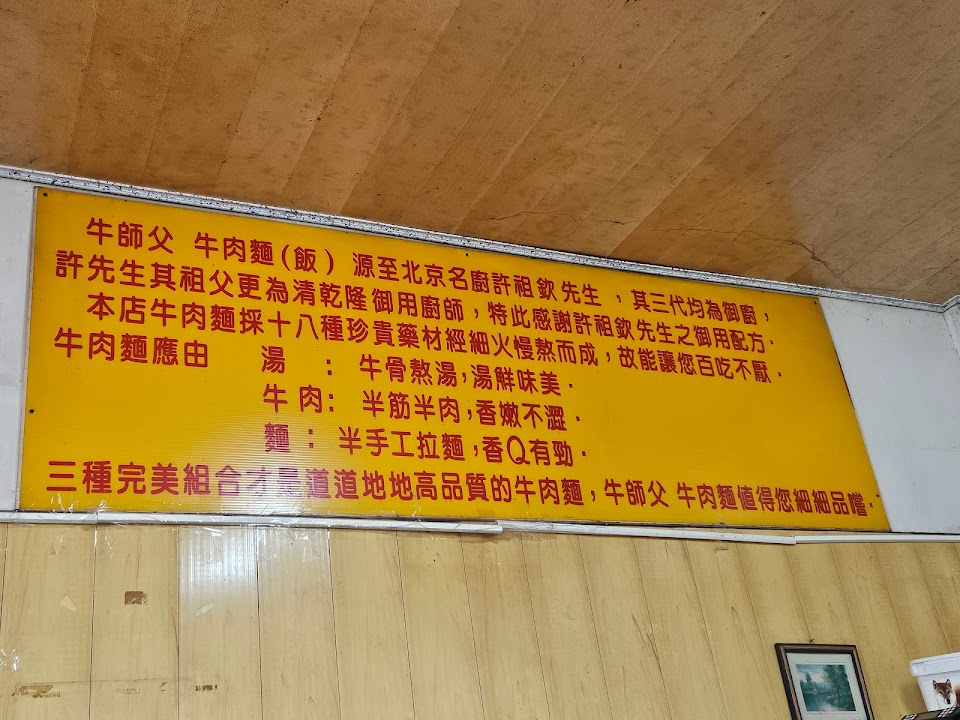 牛師父 牛肉麵(飯) 源至北京名廚許祖欽先生，其三代均為御廚，
許先生其祖父更為清乾隆御用廚師，特此感謝許祖欽先生之御用配方.
本店牛肉麵採十八種珍貴藥材經細火慢熬而成，故能讓您百吃不厭.
牛肉麵應由 湯 : 牛骨熬湯,湯鮮味美.
牛肉: 半筋半肉,香嫩不澀.
麵 : 半手工拉麵,香Q有勁.
三種完美組合才是道道地地高品質的牛肉麵，牛師父 牛肉麵值得您細細品嚐.